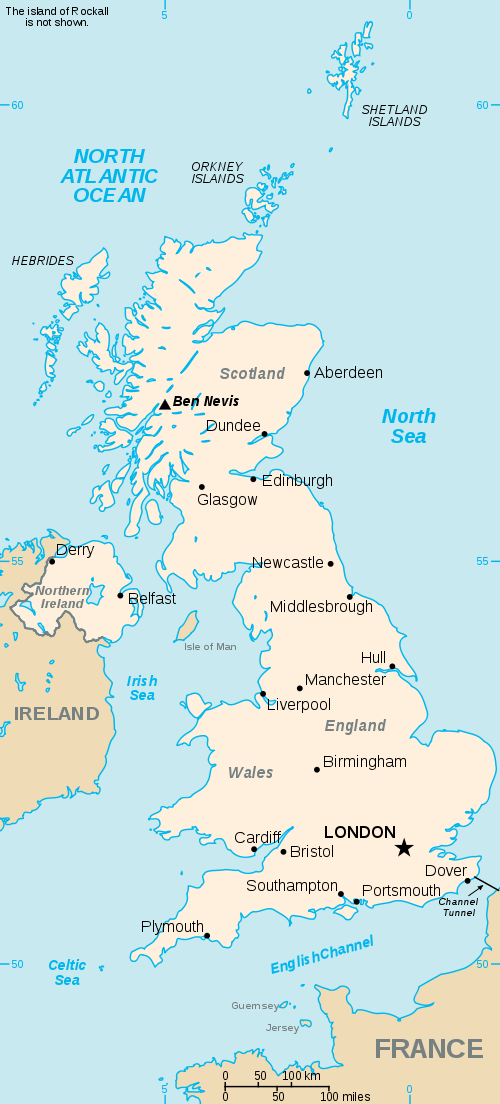 The island of Rockall
is not shown.
5
0
60
60
SHETLAND
ISLANDS
NORTH
ATLANTIC
OCEAN
ORKNEY
ISLANDS
HEBRIDES
Scotland
Aberdeen
Ben Nevis
North
Sea
Dundee
Edinburgh
Glasgow
Derry
55
55
Newcastle
Northern
Ireland
Belfast
Middlesbrough
Isle of Man
Hull
Irish
Sea
Manchester
Liverpool
IRELAND
England
Birmingham
Wales
LONDON
Cardiff
Bristol
Dover
Southampton
Portsmouth
Channel
Tunnel
Plymouth
English Channel
Celtic
Sea
50
50
Guernsey
Jersey
FRANCE
0 50 100 km
0 50 100 miles
5
0